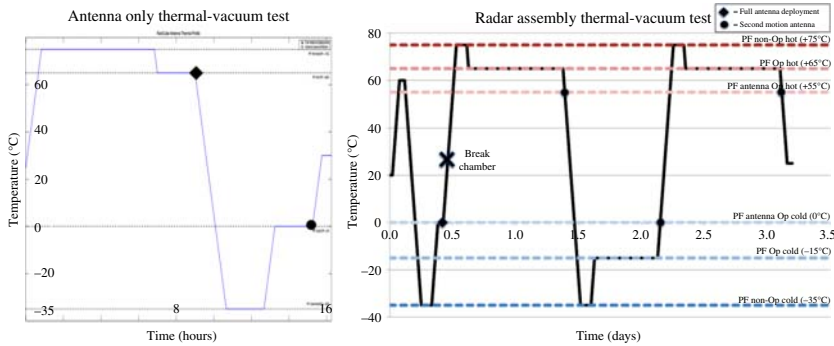 Antenna only thermal-vacuum test
Temperature (°C)
60
40
20
0
−20
−35
8
16
Time (hours)
Radar assembly thermal-vacuum test
= Full antenna deployment
= Second motion antenna
Temperature (°C)
80
60
40
20
0
−20
−40
PF non-Op hot (+75°C)
PF Op hot (+65°C)
PF antenna Op hot (+55°C)
Break
chamber
PF antenna Op cold (0°C)
0.0 0.5 1.0 1.5 2.0 2.5 3.0 3.5
PF Op cold (−15°C)
PF non-Op cold (−35°C)
Time (days)